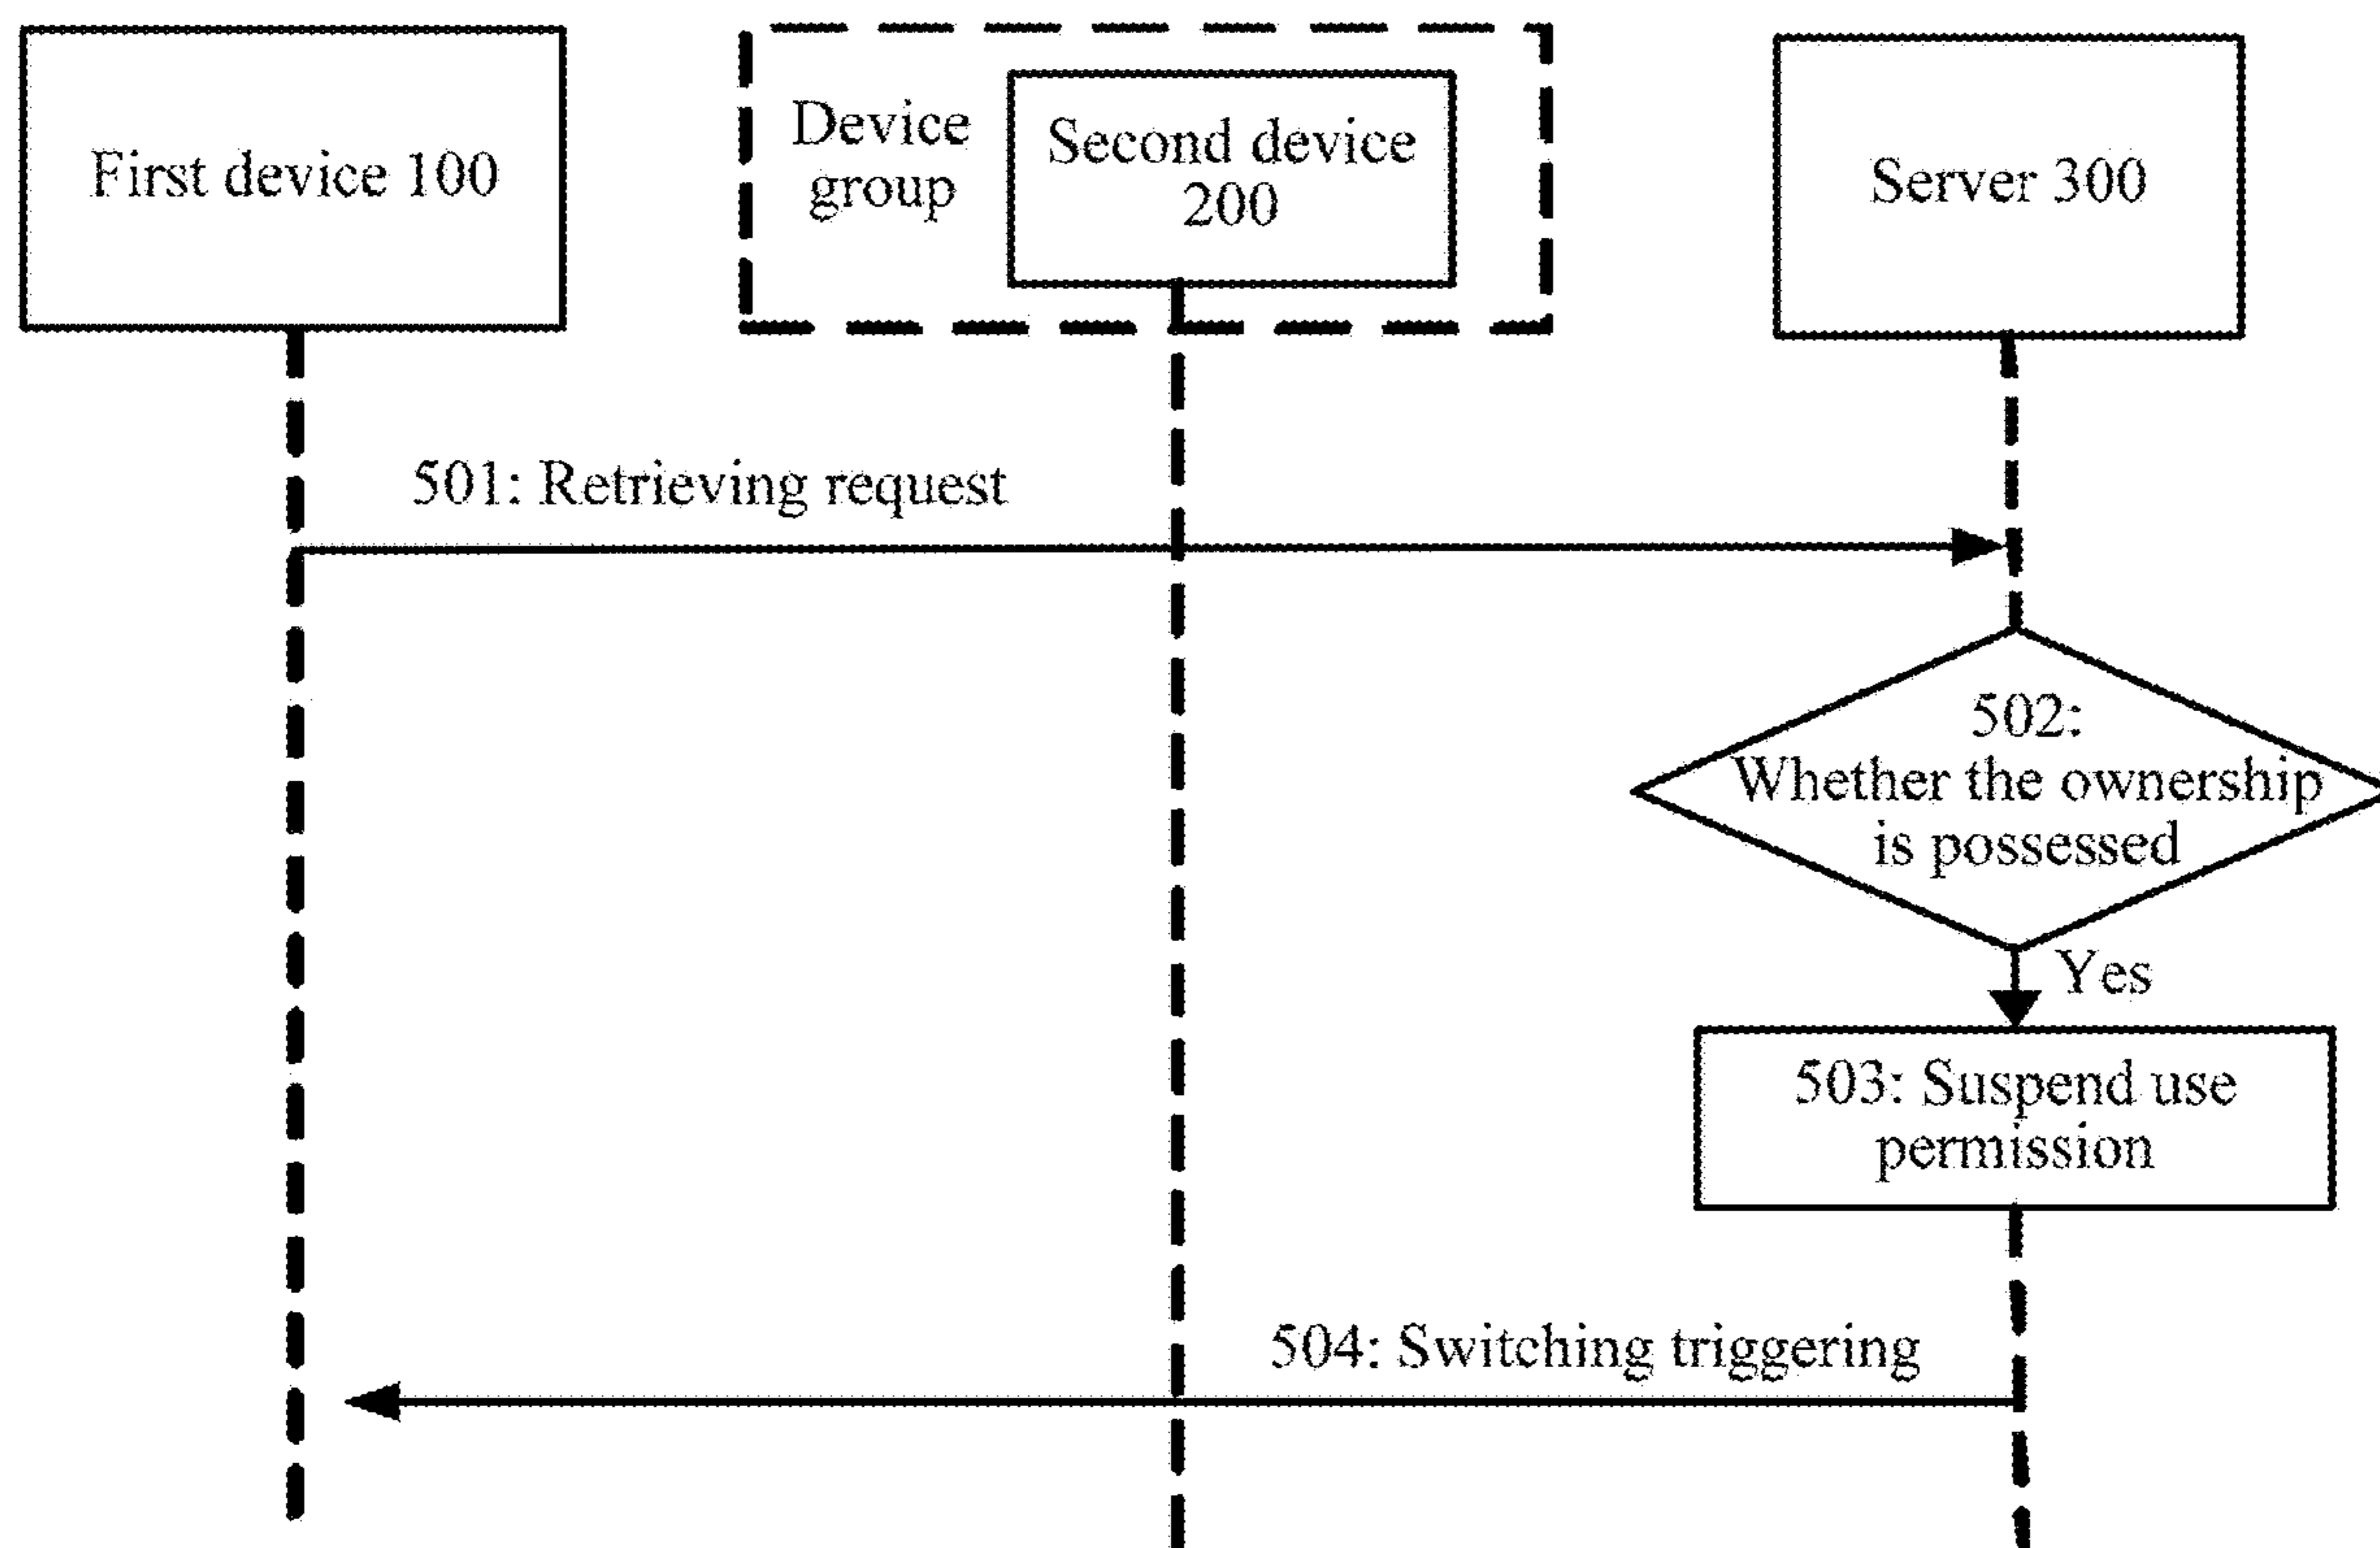 First device 100
Device
group
Second device
200
Server 300
501: Retrieving request
502:
Whether the ownership
is possessed
Yes
503: Suspend use
permission
504: Switching triggering